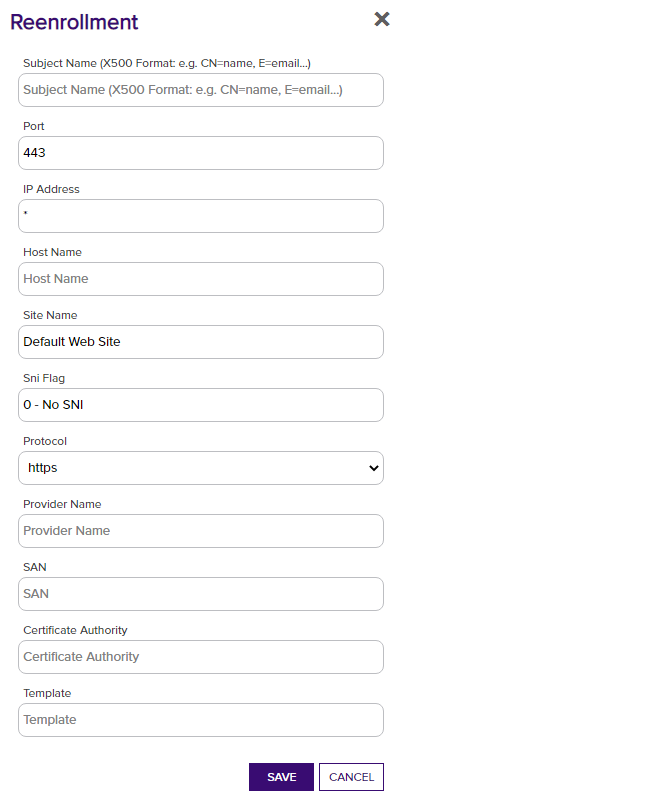 Reenrollment
Subject Name (X500 Format: e.g. CN=name, E=email...)
Subject Name (X500 Format: e.g. CN=name, E=email...)
Port
443
IP Address
*
Host Name
Host Name
Site Name
Default Web Site
Sni Flag
0 - No SNI
Protocol
https
Provider Name
Provider Name
SAN
SAN
Certificate Authority
Certificate Authority
Template
Template
SAVE CANCEL